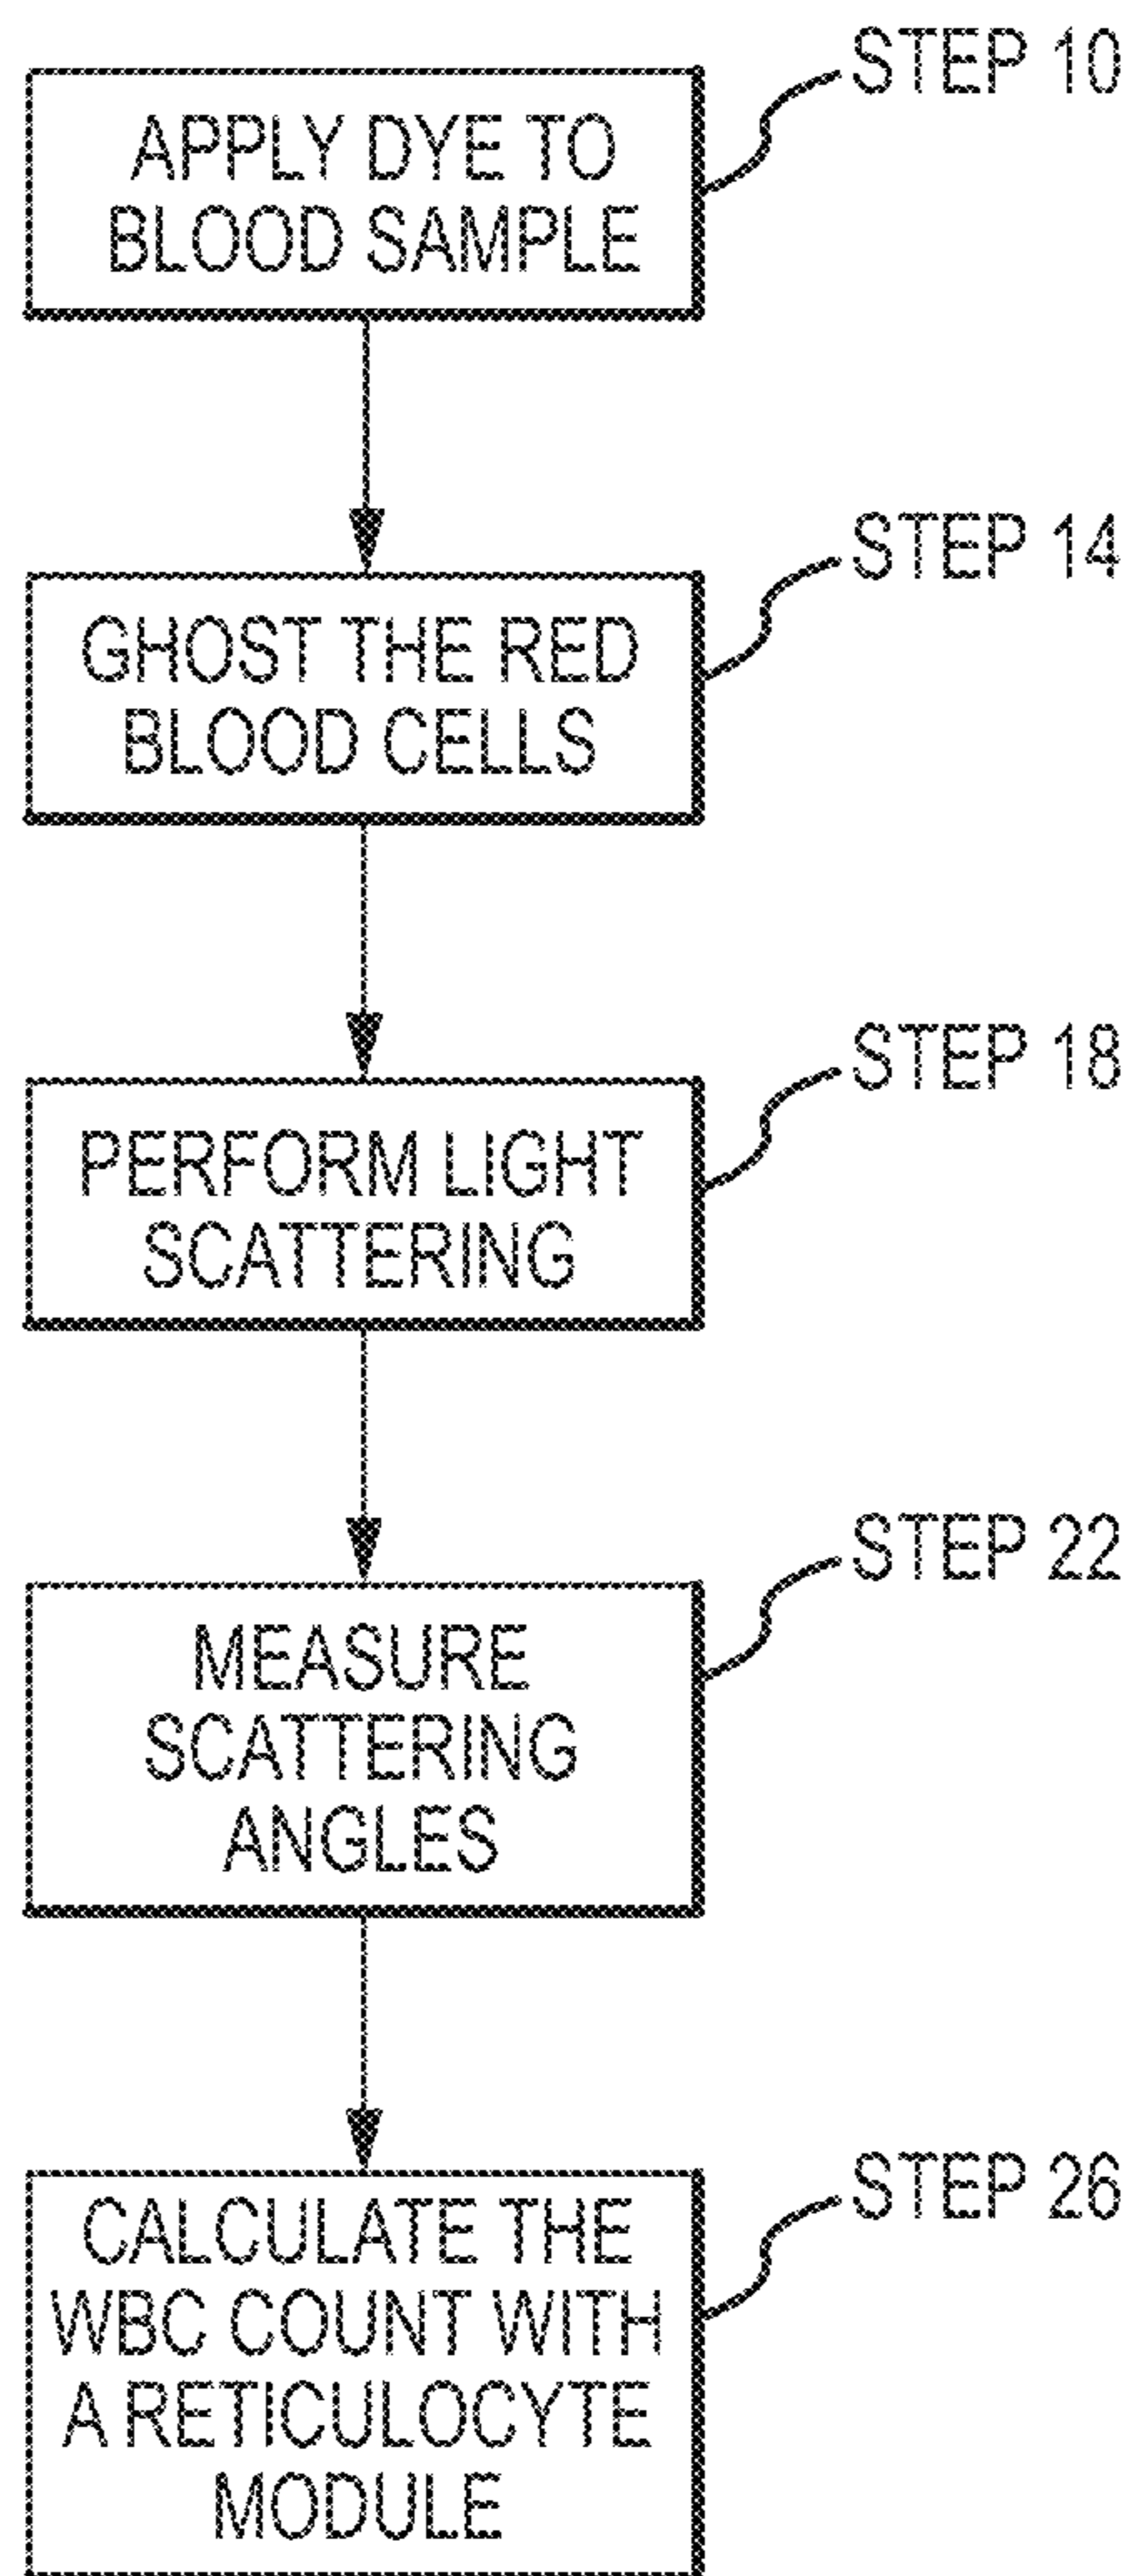 STEP 10
APPLY DYE TO
BLOOD SAMPLE
STEP 14
GHOST THE RED
BLOOD CELLS
STEP 18
PERFORM LIGHT
SCATTERING
STEP 22
MEASURE
SCATTERING
ANGLES
STEP 26
CALCULATE THE
WBC COUNT WITH
A RETICULOCYTE
MODULE